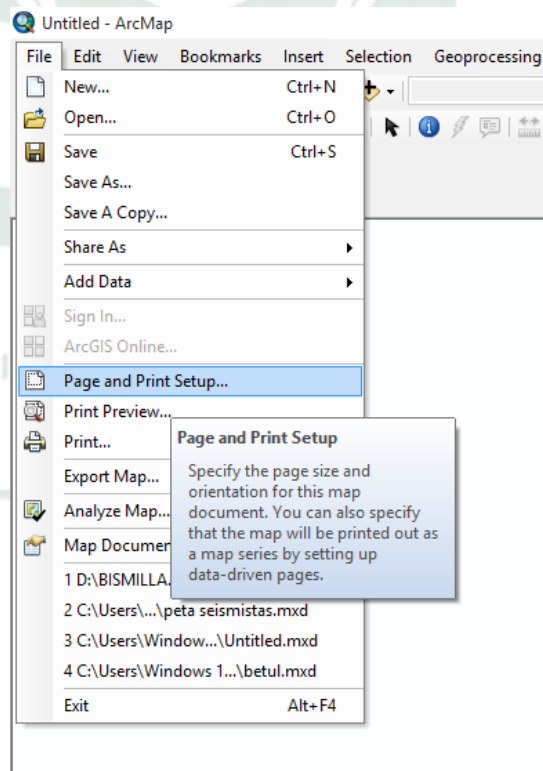 Untitled - ArcMap
File Edit View Bookmarks Insert Selection Geoprocessing
New... Ctrl+N
Open... Ctrl+O
Save Ctrl+S
Save As...
Save A Copy...
Share As
Add Data
Sign In...
ArcGIS Online...
Page and Print Setup...
Print Preview...
Print...
Page and Print Setup
Specify the page size and
orientation for this map
document. You can also specify
that the map will be printed out as
a map series by setting up
data-driven pages.
Export Map...
Analyze Map...
Map Documen
1 D:\BISMILLA.
2 C:\Users\...\peta seismistas.mxd
3 C:\Users\Window...\Untitled.mxd
4 C:\Users\Windows 1...\betul.mxd
Exit Alt+F4